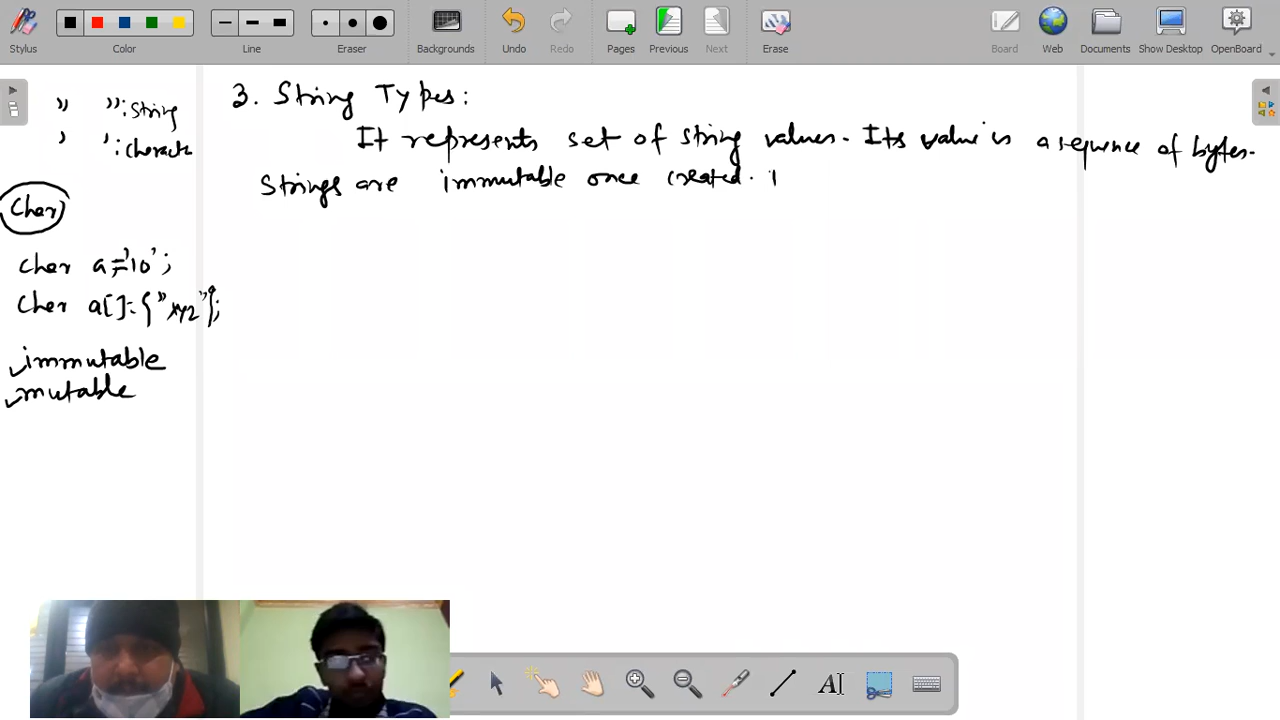 Stylus Color Line Eraser Backgrounds Undo Redo Pages Previous Next Erase Board Web Documents Show Desktop OpenBoard
3. String Types:
It represents set of string values. Its value is a sequence of bytes.
Strings are immutable once created.
" ": String
' ':
Char
char a='10';
char a[]={"xyz"};
immutable
mutable